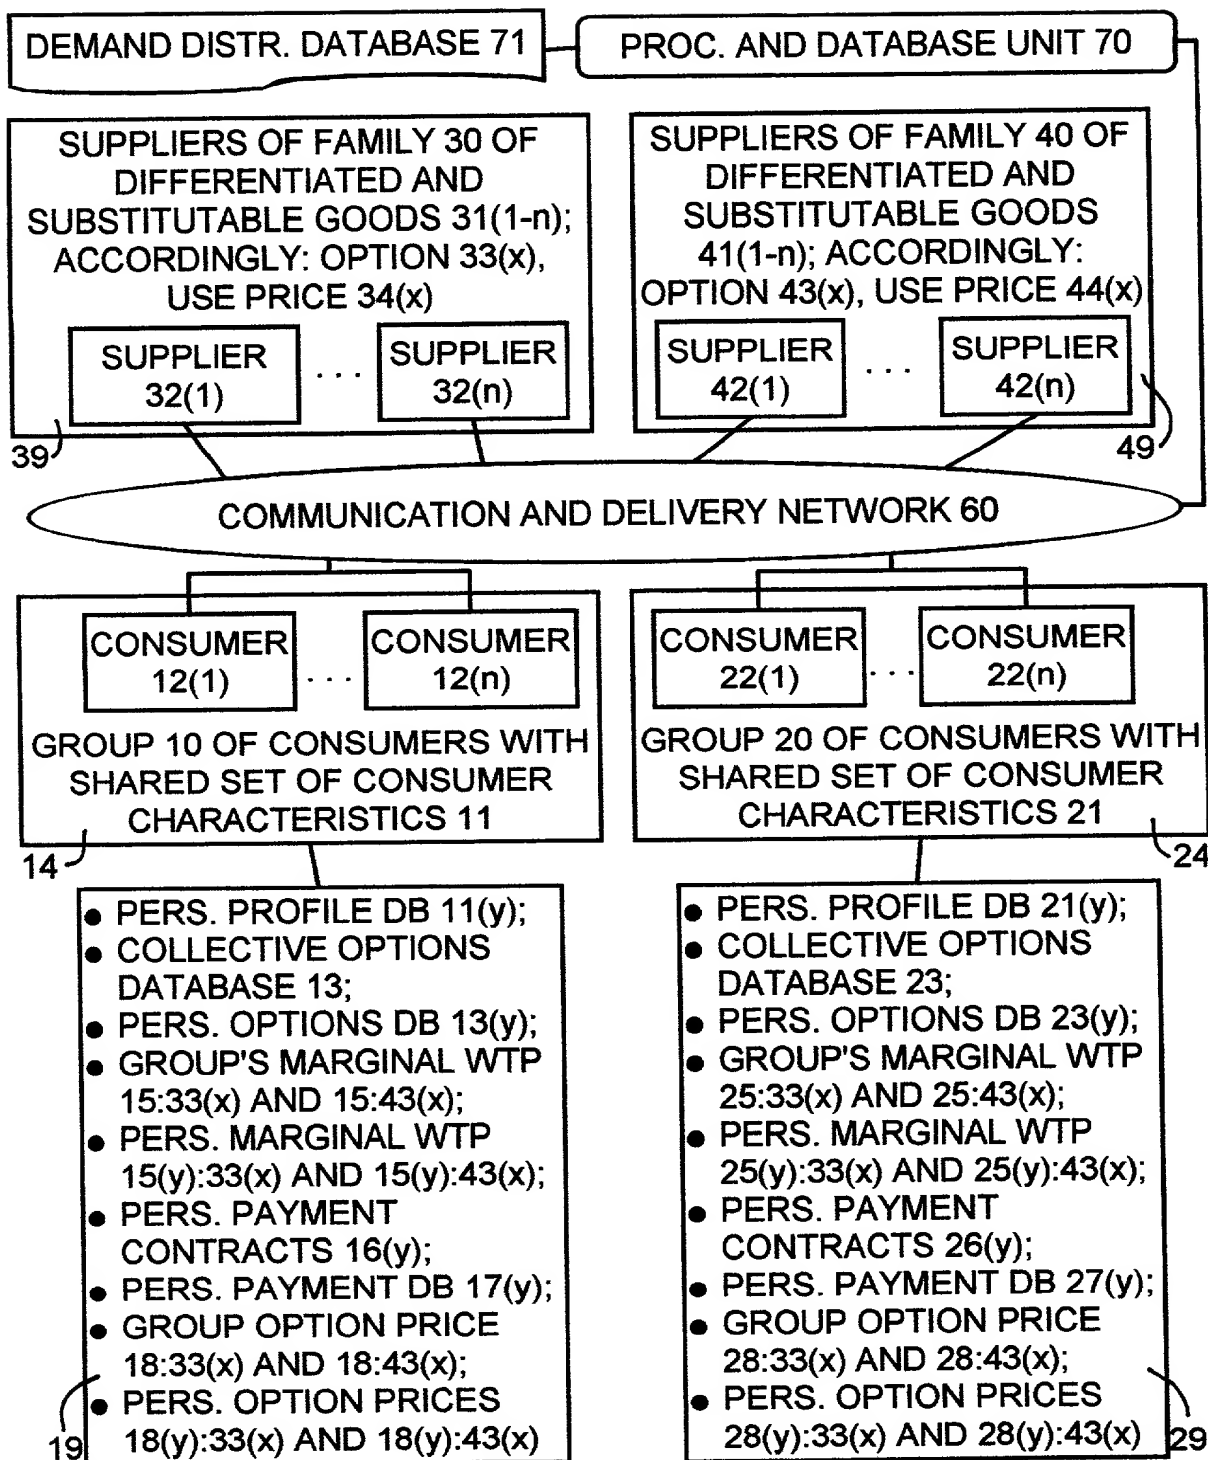 DEMAND DISTR. DATABASE 71
PROC. AND DATABASE UNIT 70
SUPPLIERS OF FAMILY 30 OF
DIFFERENTIATED AND
SUBSTITUTABLE GOODS 31(1-n);
ACCORDINGLY: OPTION 33(x),
USE PRICE 34(x)
SUPPLIER
32(1)
. . .
SUPPLIER
32(n)
39
SUPPLIERS OF FAMILY 40 OF
DIFFERENTIATED AND
SUBSTITUTABLE GOODS
41(1-n); ACCORDINGLY:
OPTION 43(x), USE PRICE 44(x)
SUPPLIER
42(1)
. . .
SUPPLIER
42(n)
49
COMMUNICATION AND DELIVERY NETWORK 60
CONSUMER
12(1)
. . .
CONSUMER
12(n)
GROUP 10 OF CONSUMERS WITH
SHARED SET OF CONSUMER
CHARACTERISTICS 11
14
CONSUMER
22(1)
. . .
CONSUMER
22(n)
GROUP 20 OF CONSUMERS WITH
SHARED SET OF CONSUMER
CHARACTERISTICS 21
24
● PERS. PROFILE DB 11(y);
● COLLECTIVE OPTIONS
DATABASE 13;
● PERS. OPTIONS DB 13(y);
● GROUP'S MARGINAL WTP
15:33(x) AND 15:43(x);
● PERS. MARGINAL WTP
15(y):33(x) AND 15(y):43(x);
● PERS. PAYMENT
CONTRACTS 16(y);
● PERS. PAYMENT DB 17(y);
● GROUP OPTION PRICE
18:33(x) AND 18:43(x);
● PERS. OPTION PRICES
18(y):33(x) AND 18(y):43(x)
19
● PERS. PROFILE DB 21(y);
● COLLECTIVE OPTIONS
DATABASE 23;
● PERS. OPTIONS DB 23(y);
● GROUP'S MARGINAL WTP
25:33(x) AND 25:43(x);
● PERS. MARGINAL WTP
25(y):33(x) AND 25(y):43(x);
● PERS. PAYMENT
CONTRACTS 26(y);
● PERS. PAYMENT DB 27(y);
● GROUP OPTION PRICE
28:33(x) AND 28:43(x);
● PERS. OPTION PRICES
28(y):33(x) AND 28(y):43(x)
29